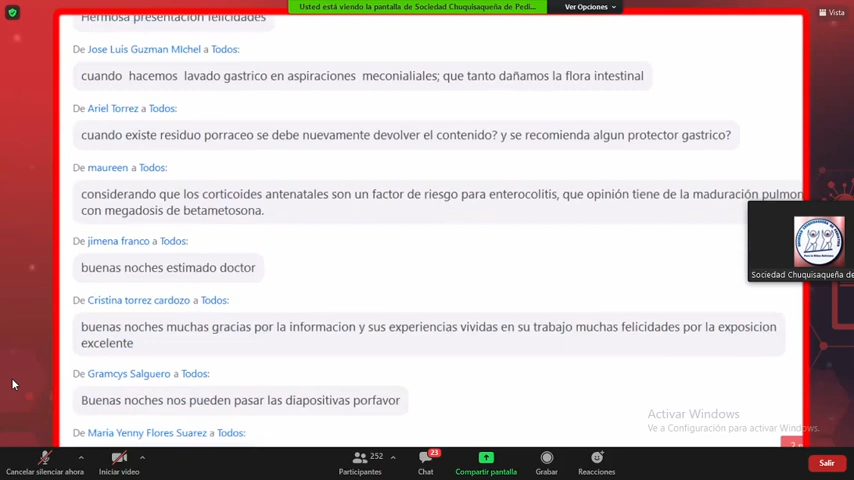 Usted está viendo la pantalla de Sociedad Chuquisaqueña de Pedi...
Ver Opciones
Vista
Hermosa presentación felicidades
De Jose Luis Guzman MIchel a Todos:
cuando hacemos lavado gastrico en aspiraciones meconialiales; que tanto dañamos la flora intestinal
De Ariel Torrez a Todos:
cuando existe residuo porraceo se debe nuevamente devolver el contenido? y se recomienda algun protector gastrico?
De maureen a Todos:
considerando que los corticoides antenatales son un factor de riesgo para enterocolitis, que opinión tiene de la maduración pulmon
con megadosis de betametosona.
De jimena franco a Todos:
buenas noches estimado doctor
Sociedad Chuquisaqueña de
De Cristina torrez cardozo a Todos:
buenas noches muchas gracias por la informacion y sus experiencias vividas en su trabajo muchas felicidades por la exposicion
excelente
De Gramcys Salguero a Todos:
Buenas noches nos pueden pasar las diapositivas porfavor
De María Yenny Flores Suarez a Todos:
Activar Windows
Ve a Configuración para activar Windows.
Cancelar silenciar ahora
Iniciar video
252
Participantes
23
Chat
Compartir pantalla
Grabar
Reacciones
Salir